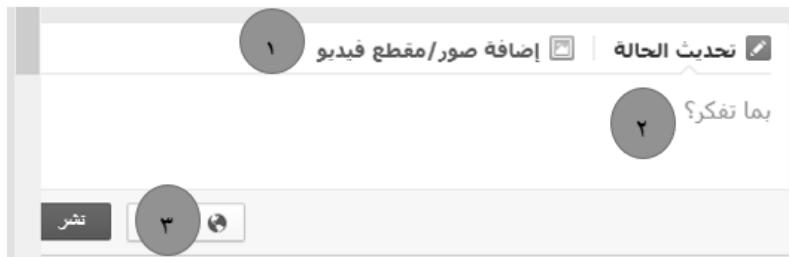 تحديث الحالة إضافة صور/مقطع فيديو ١
بما تفكر؟ ٢
٣ نشر